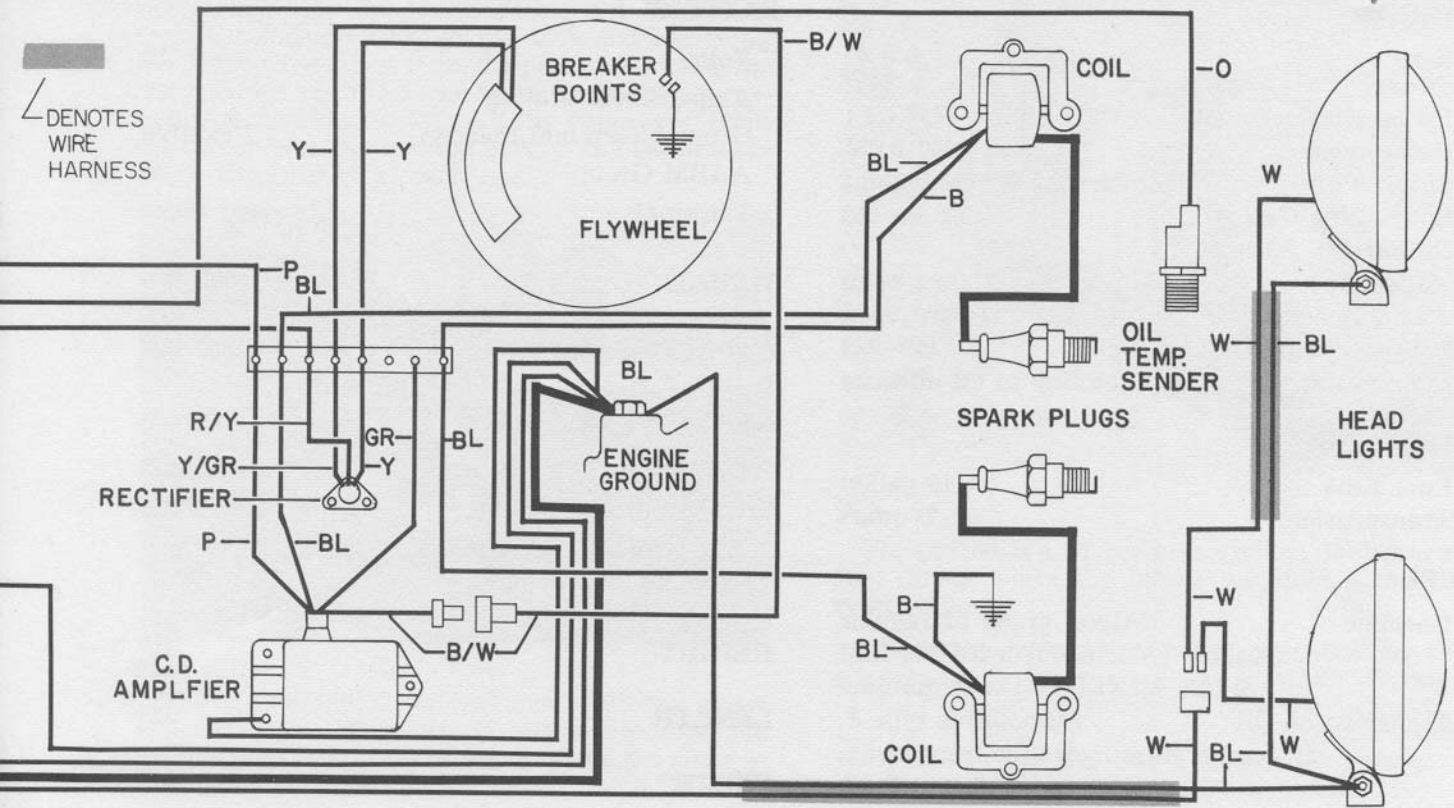 DENOTES
WIRE
HARNESS
BREAKER
POINTS
FLYWHEEL
Y
Y
B/W
COIL
BL
B
O
W
P
BL
W
BL
OIL
TEMP.
SENDER
SPARK PLUGS
HEAD
LIGHTS
BL
ENGINE
GROUND
R/Y
GR
BL
Y/GR
Y
RECTIFIER
P
BL
B/W
C.D.
AMPLFIER
B
BL
COIL
W
W
BL
W